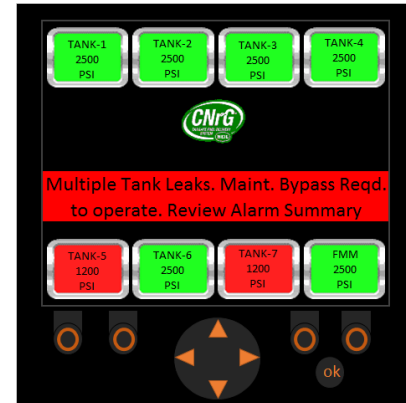 TANK-1
2500
PSI
TANK-2
2500
PSI
TANK-3
2500
PSI
TANK-4
2500
PSI
CNrG
Multiple Tank Leaks. Maint. Bypass Reqd.
to operate. Review Alarm Summary
TANK-5
1200
PSI
TANK-6
2500
PSI
TANK-7
1200
PSI
FMM
2500
PSI
ok